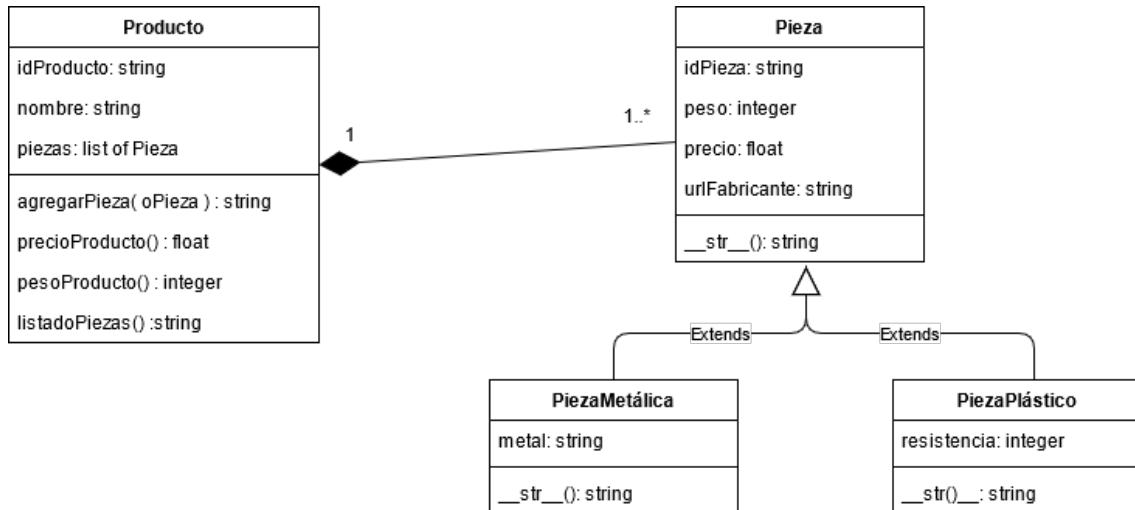 Producto
idProducto: string
nombre: string
piezas: list of Pieza
agregarPieza( oPieza ) : string
precioProducto() : float
pesoProducto() : integer
listadoPiezas() :string
1
1..*
Pieza
idPieza: string
peso: integer
precio: float
urlFabricante: string
__str__(): string
Extends
Extends
PiezaMetálica
metal: string
__str__(): string
PiezaPlástico
resistencia: integer
__str()__: string